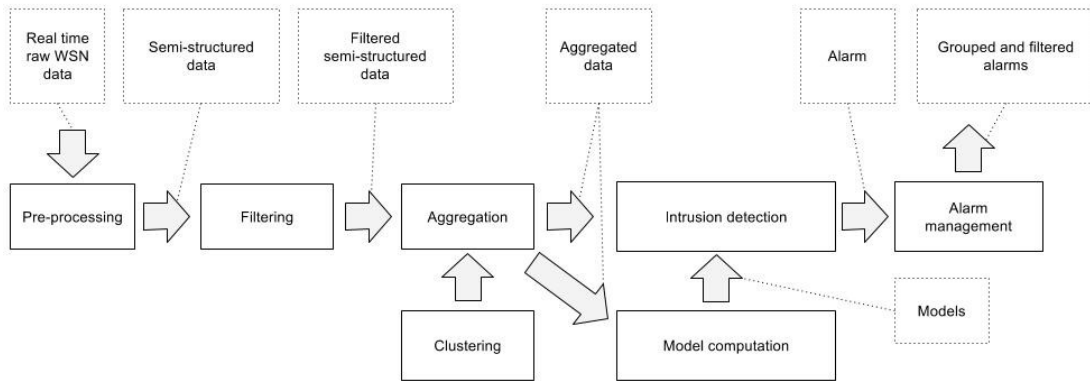 Real time
raw WSN
data
Semi-structured
data
Filtered
semi-structured
data
Aggregated
data
Alarm
Grouped and filtered
alarms
Pre-processing
Filtering
Aggregation
Intrusion detection
Alarm
management
Clustering
Model computation
Models